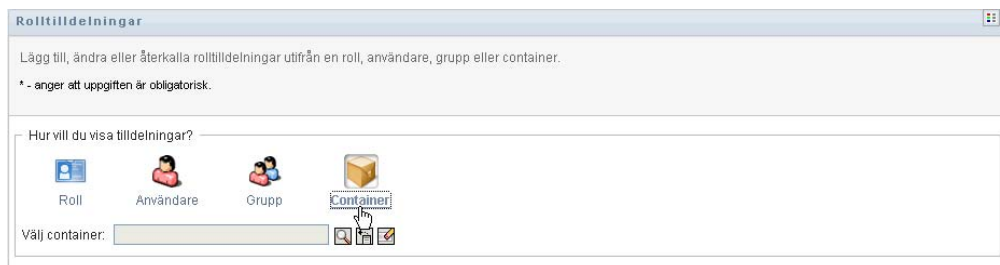 Rolltilldelningar
Lägg till, ändra eller återkalla rolltilldelningar utifrån en roll, användare, grupp eller container.
* - anger att uppgiften är obligatorisk.
Hur vill du visa tilldelningar?
Roll Användare Grupp Container
Välj container: